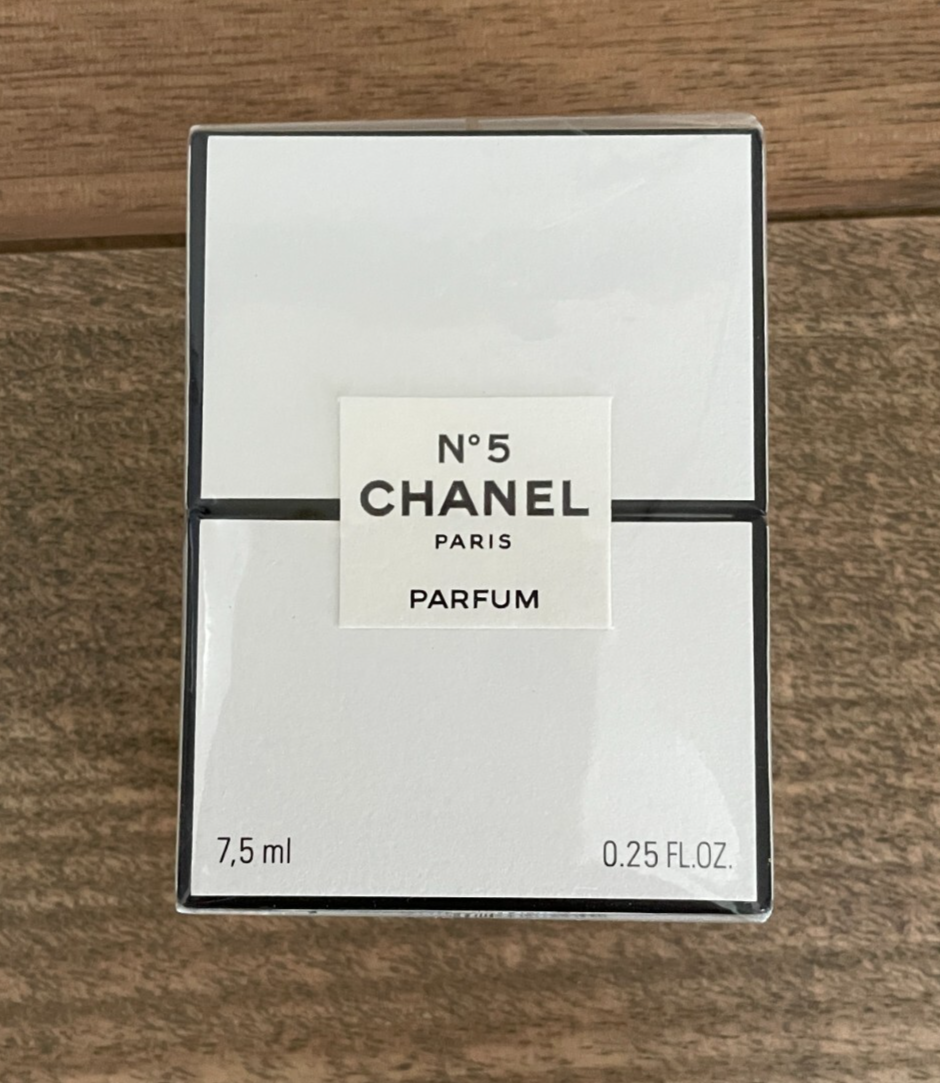 N°5
CHANEL
PARIS
PARFUM
7,5 ml 0.25 FL.OZ.